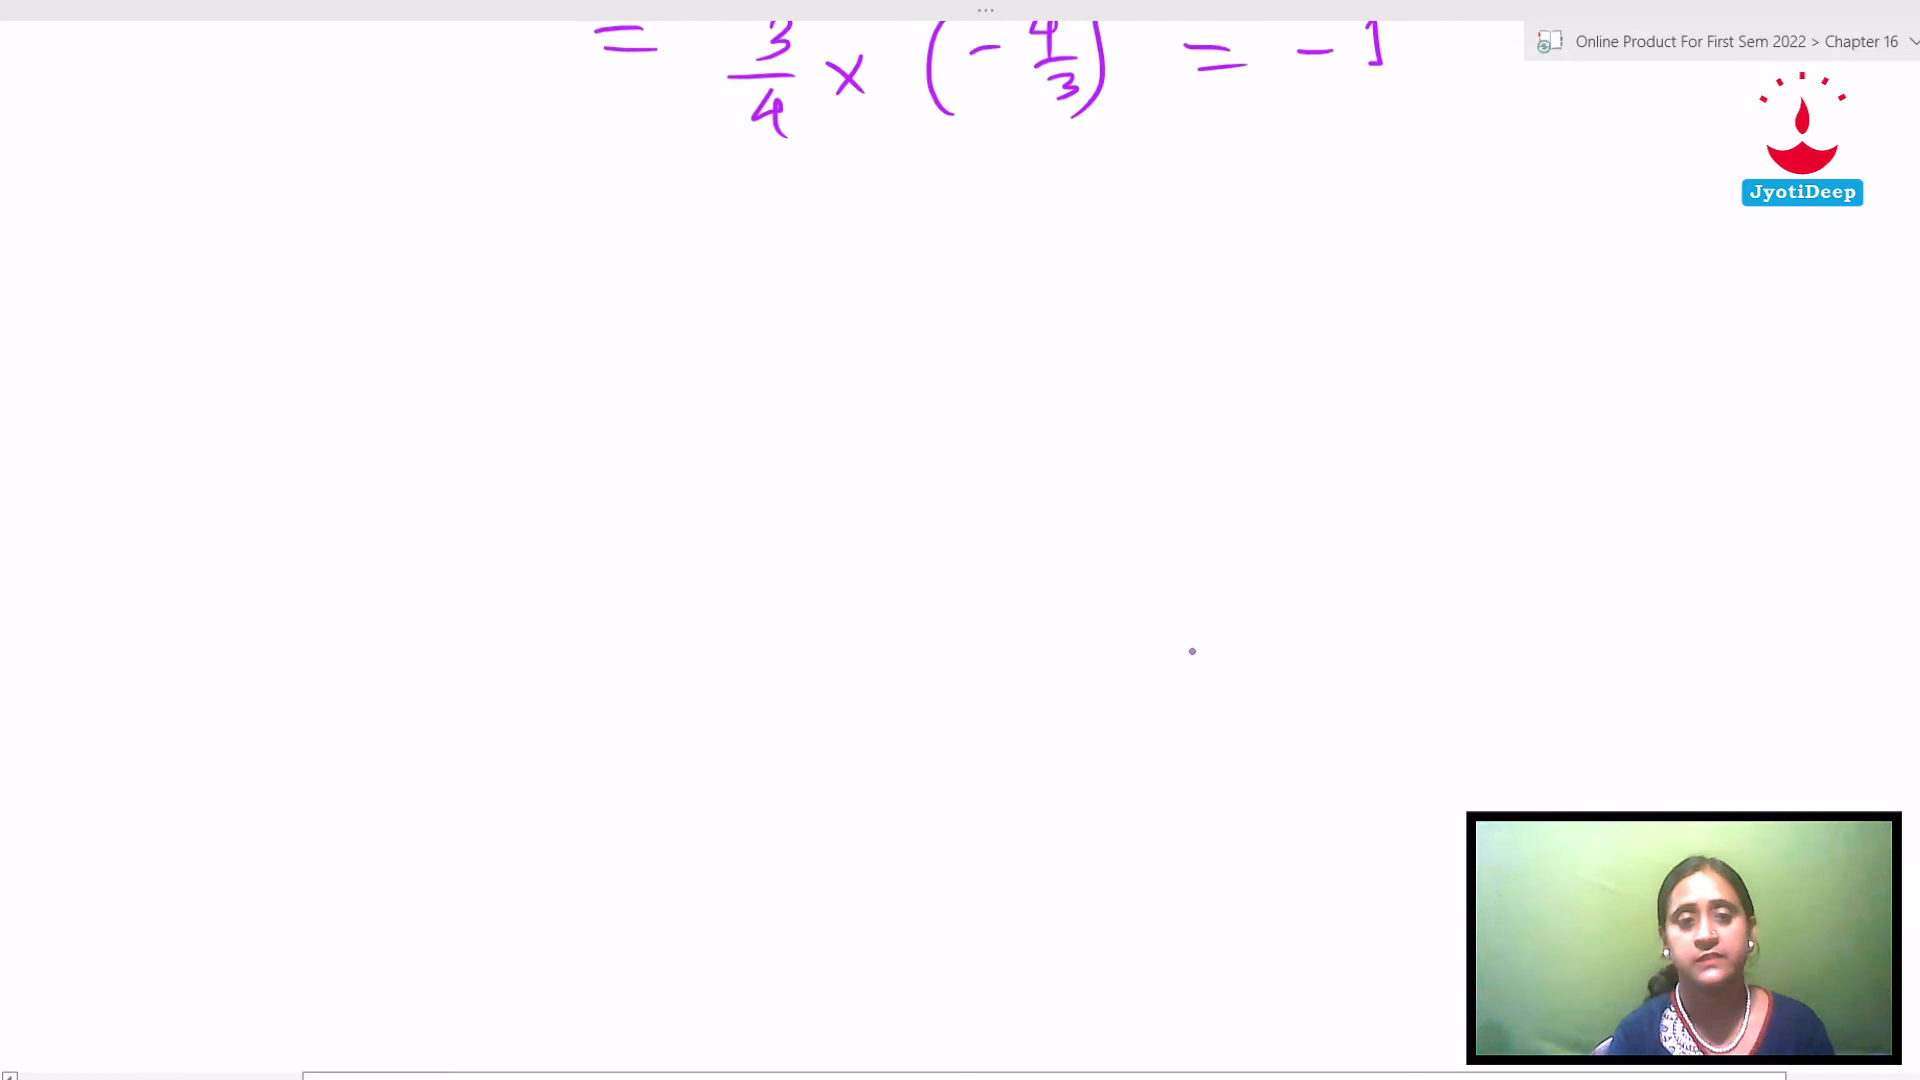 ...
= 3/4 × (- 4/3) = - 1
Online Product For First Sem 2022 > Chapter 16
JyotiDeep